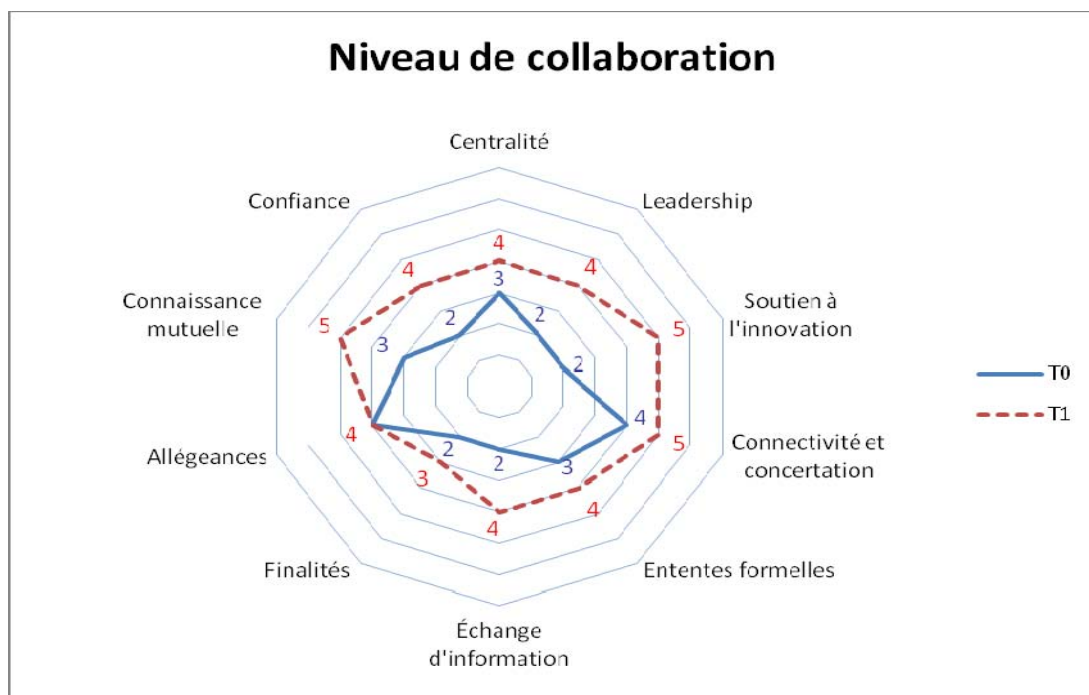 Niveau de collaboration
Centralité
Confiance
Leadership
4
4
4
3
Connaissance
mutuelle
Soutien à
l'innovation
5
2
2
5
3
2
Allégeances
4
2
2
3
4
5
Connectivité et
concertation
3
4
4
Finalités
Ententes formelles
Échange
d'information
T0
T1